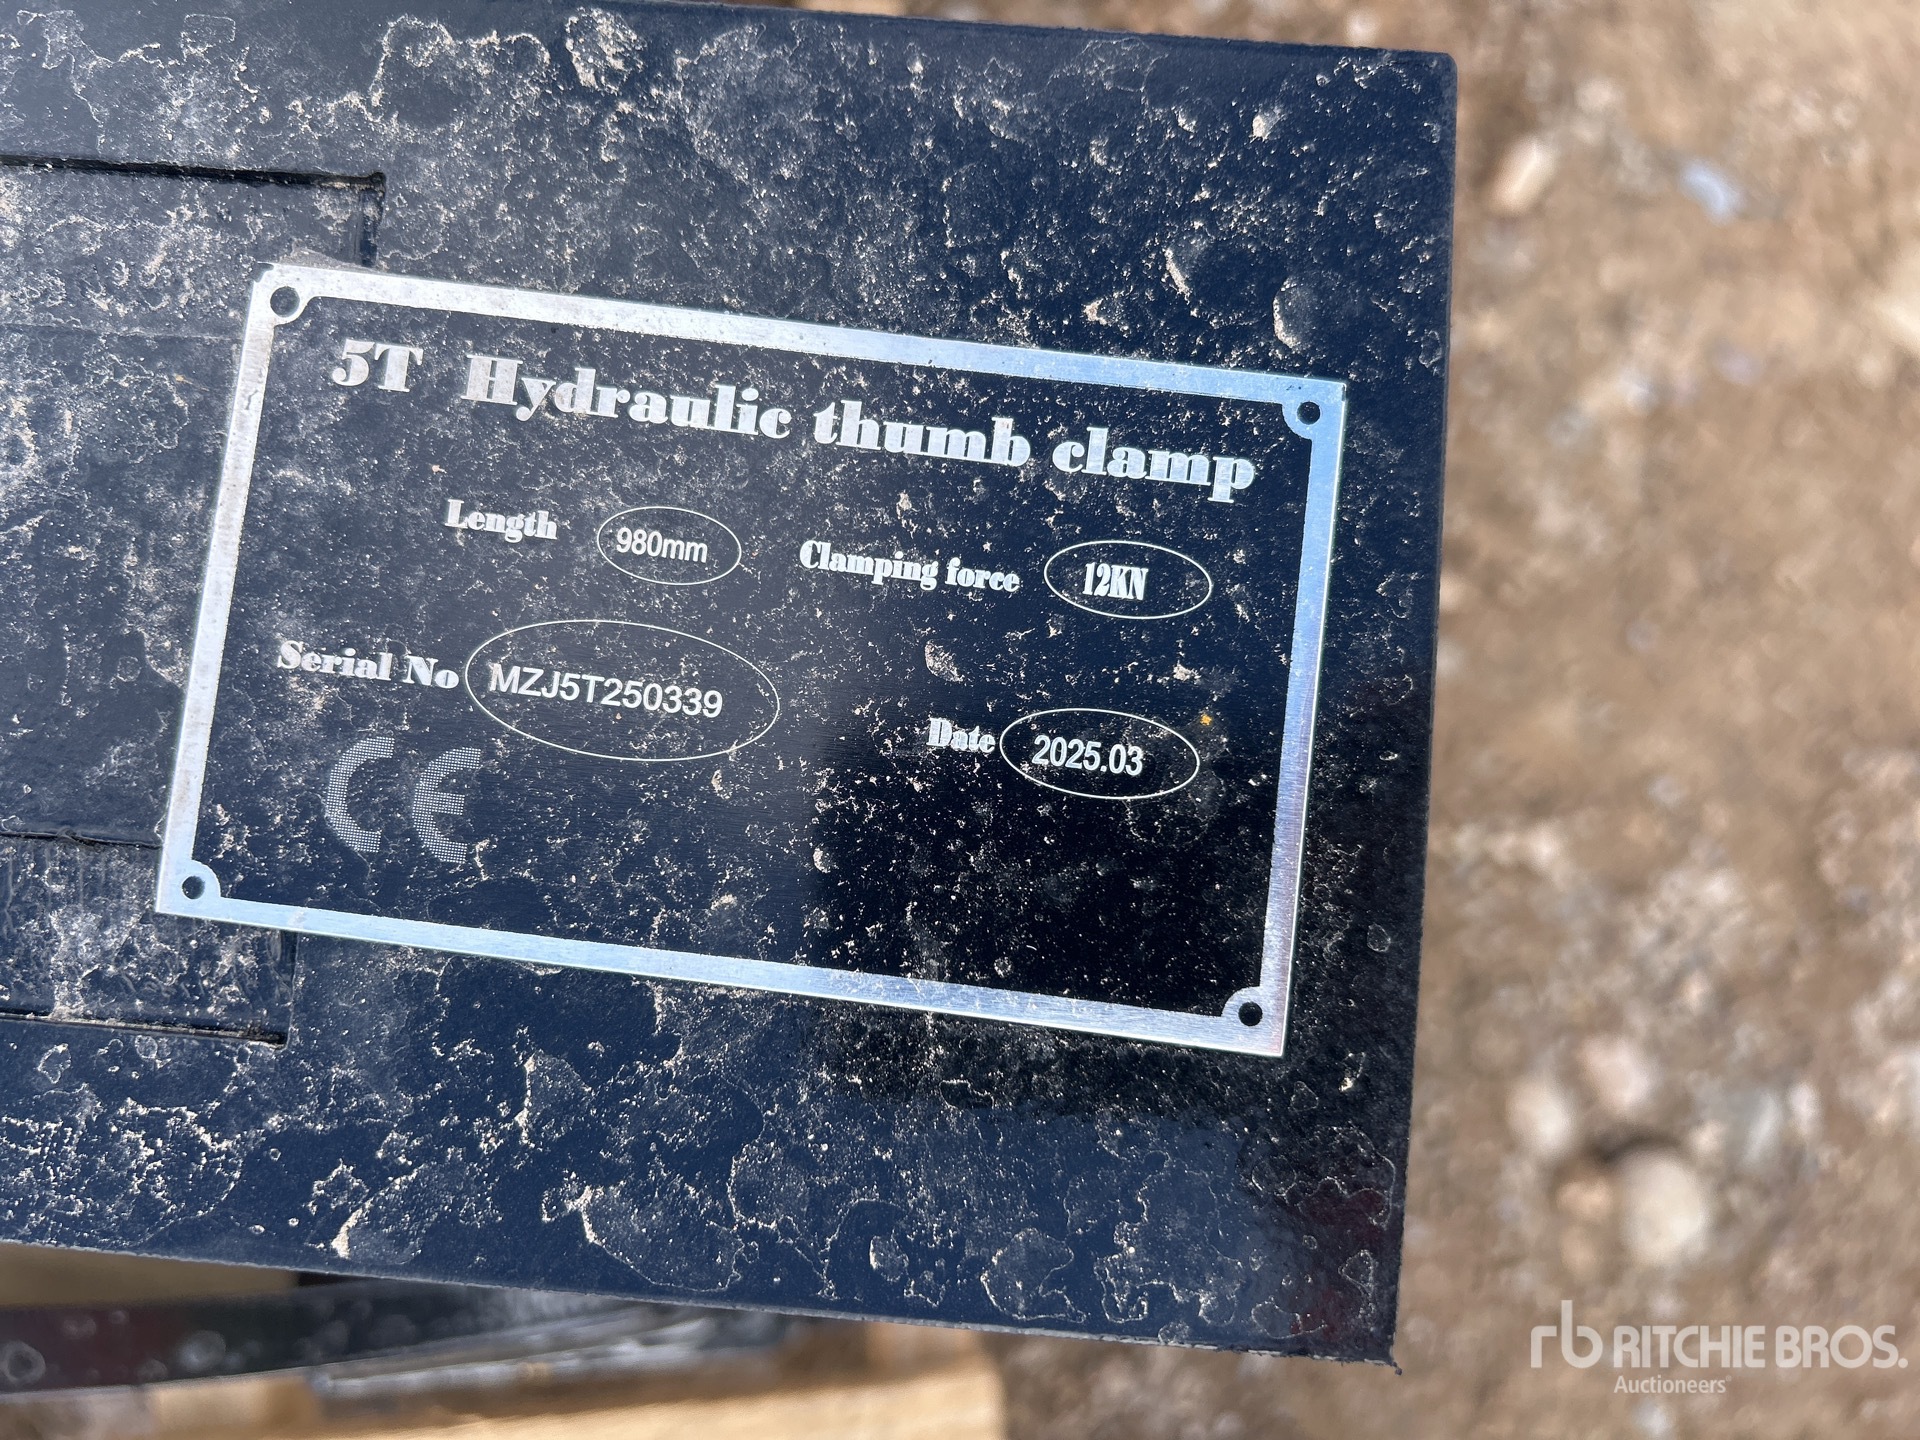 5T Hydraulic thumb clamp
Length 980mm Clamping force 12KN
Serial No MZJ5T250339
Date 2025.03
CE
rb RITCHIE BROS.
Auctioneers